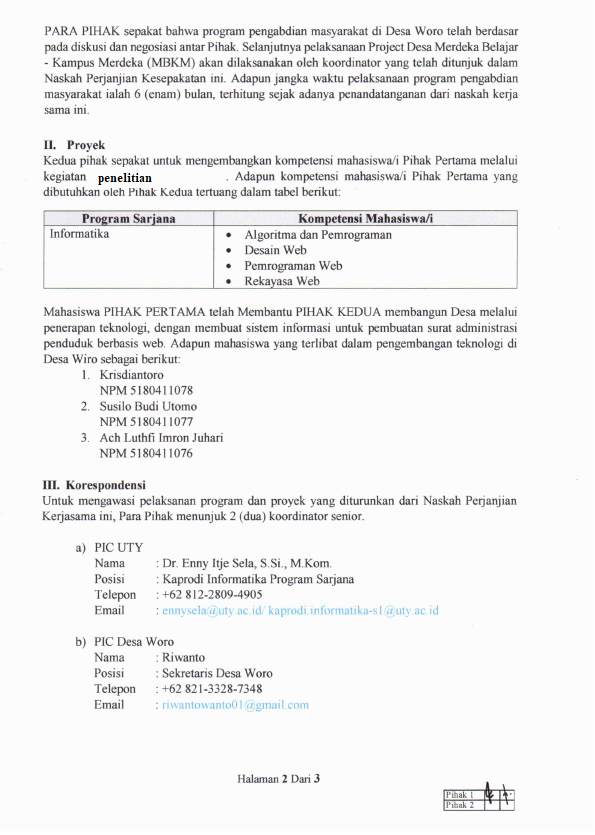 PARA PIHAK sepakat bahwa program pengabdian masyarakat di Desa Woro telah berdasar
pada diskusi dan negosiasi antar Pihak. Selanjutnya pelaksanaan Project Desa Merdeka Belajar
- Kampus Merdeka (MBKM) akan dilaksanakan oleh koordinator yang telah ditunjuk dalam
Naskah Perjanjian Kesepakatan ini. Adapun jangka waktu pelaksanaan program pengabdian
masyarakat ialah 6 (enam) bulan, terhitung sejak adanya penandatanganan dari naskah kerja
sama ini.
II. Proyek
Kedua pihak sepakat untuk mengembangkan kompetensi mahasiswa/i Pihak Pertama melalui
kegiatan penelitian . Adapun kompetensi mahasiswa/i Pihak Pertama yang
dibutuhkan oleh Pihak Kedua tertuang dalam tabel berikut:
Program Sarjana Kompetensi Mahasiswa/i
Informatika • Algoritma dan Pemrograman
• Desain Web
• Pemrograman Web
• Rekayasa Web
Mahasiswa PIHAK PERTAMA telah Membantu PIHAK KEDUA membangun Desa melalui
penerapan teknologi, dengan membuat sistem informasi untuk pembuatan surat administrasi
penduduk berbasis web. Adapun mahasiswa yang terlibat dalam pengembangan teknologi di
Desa Wiro sebagai berikut:
1. Krisdiantoro
NPM 5180411078
2. Susilo Budi Utomo
NPM 5180411077
3. Ach Luthfi Imron Juhari
NPM 5180411076
III. Korespondensi
Untuk mengawasi pelaksanan program dan proyek yang diturunkan dari Naskah Perjanjian
Kerjasama ini, Para Pihak menunjuk 2 (dua) koordinator senior.
a) PIC UTY
Nama : Dr. Enny Itje Sela, S.Si., M.Kom.
Posisi : Kaprodi Informatika Program Sarjana
Telepon : +62 812-2809-4905
Email : ennysela@uty.ac.id/ kaprodi.informatika-s1@uty.ac.id
b) PIC Desa Woro
Nama : Riwanto
Posisi : Sekretaris Desa Woro
Telepon : +62 821-3328-7348
Email : riwantowanto01@gmail.com
Halaman 2 Dari 3
Pihak 1
Pihak 2